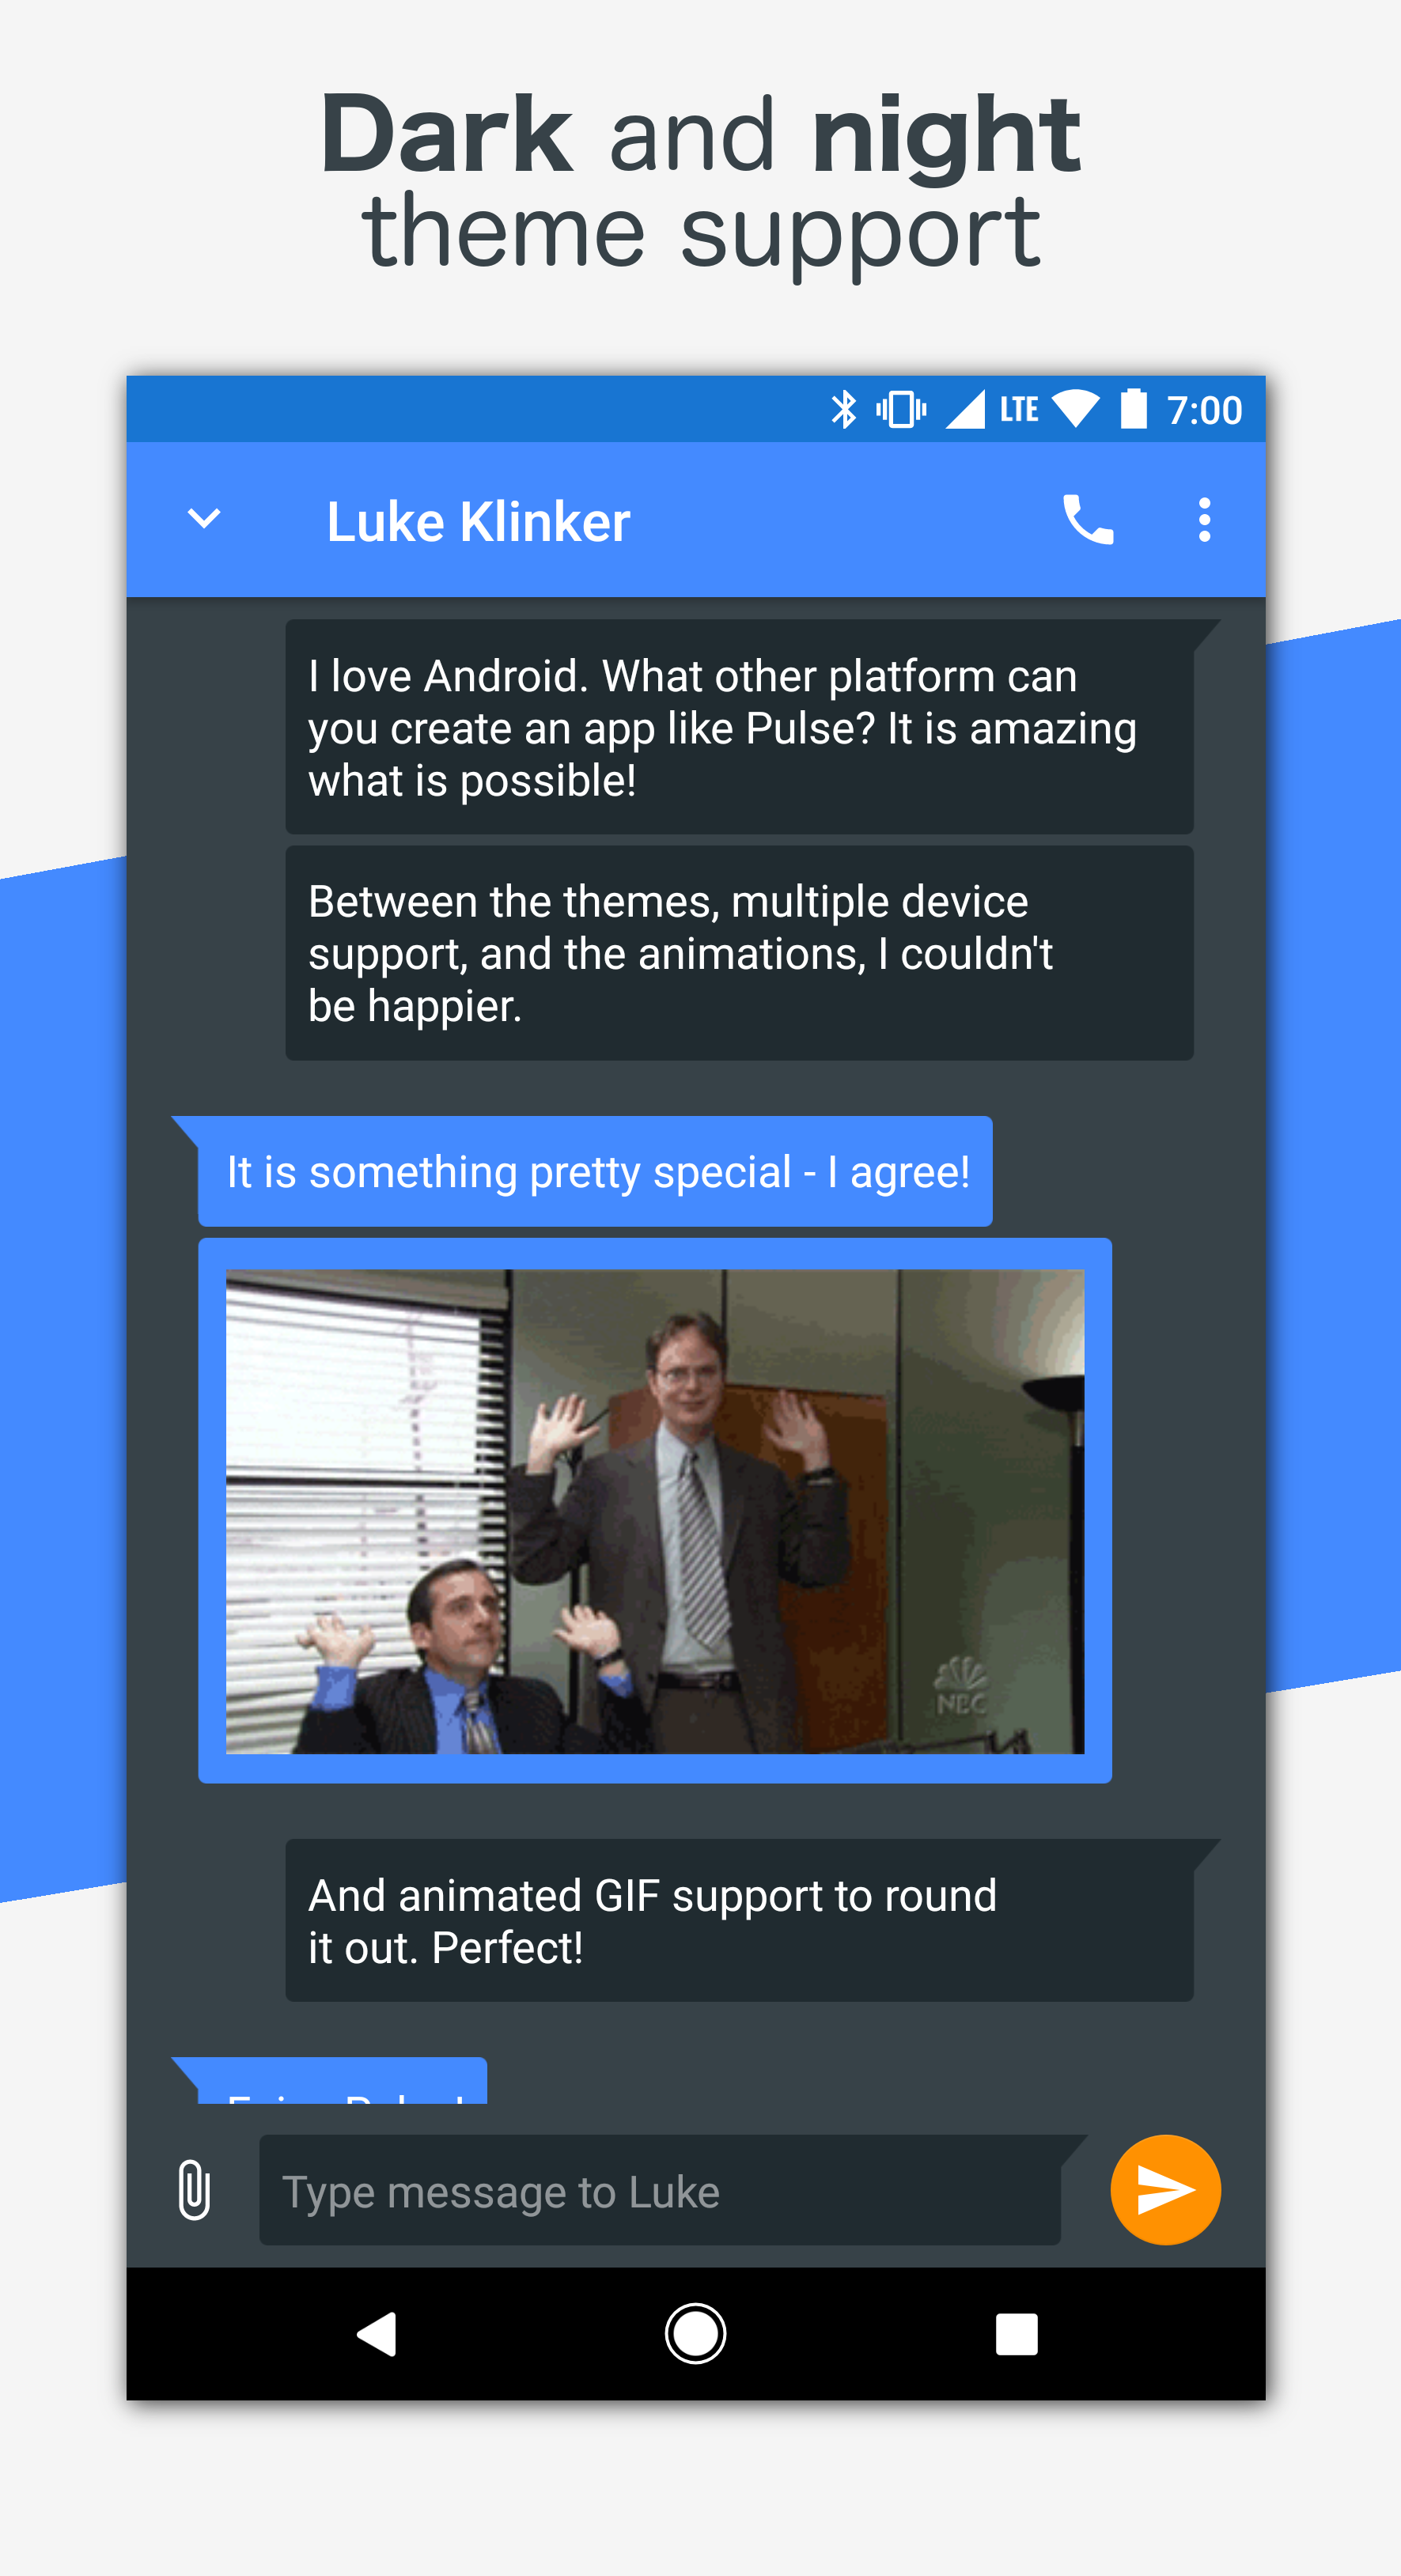 Dark and night
theme support
LTE 7:00
Luke Klinker
I love Android. What other platform can
you create an app like Pulse? It is amazing
what is possible!
Between the themes, multiple device
support, and the animations, I couldn't
be happier.
It is something pretty special - I agree!
NBC
And animated GIF support to round
it out. Perfect!
Type message to Luke